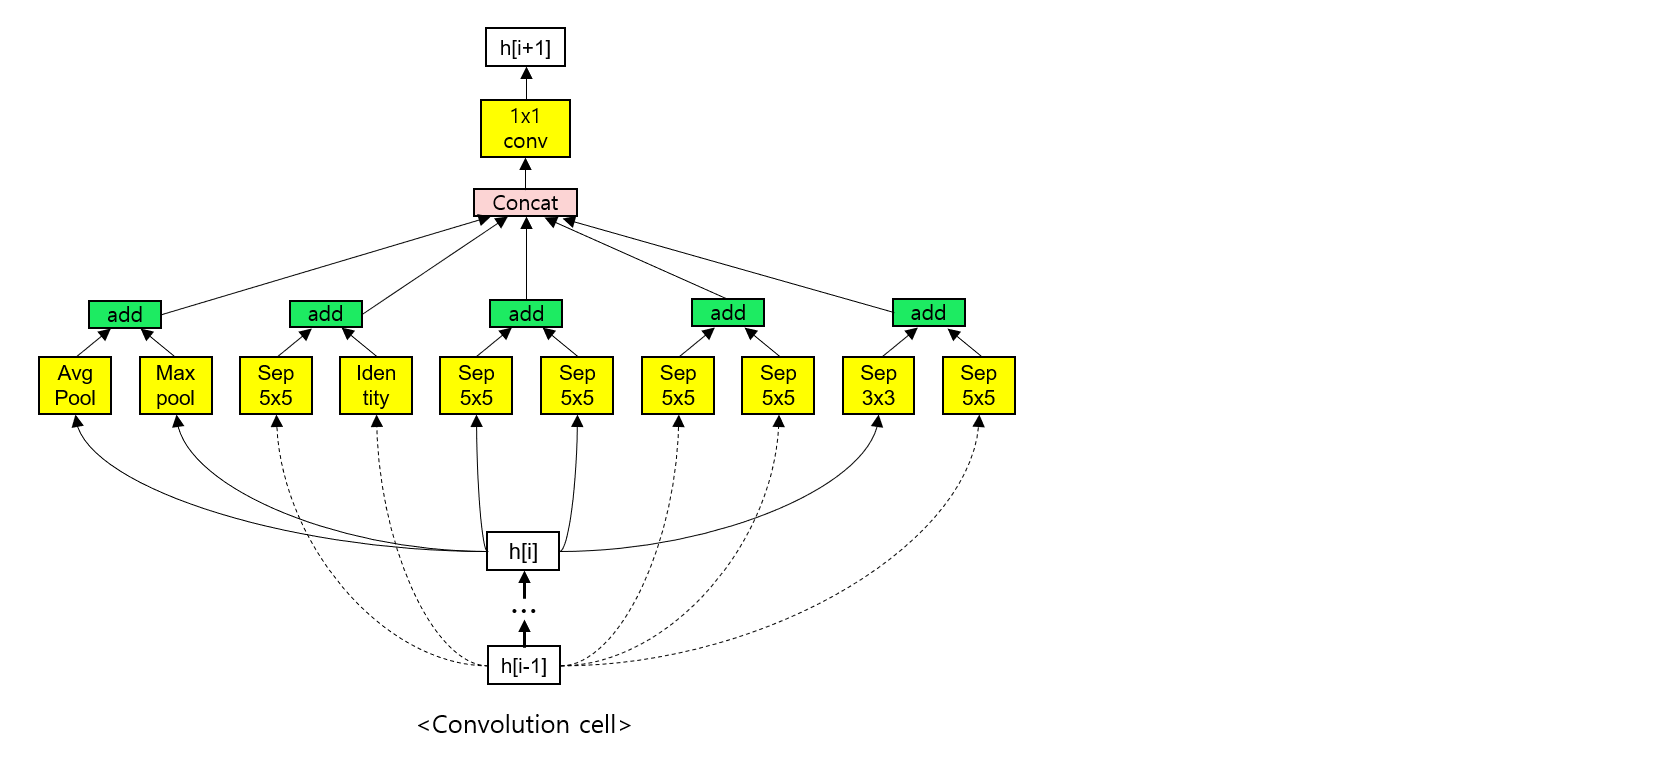 h[i+1]
1x1
conv
Concat
add
add
add
add
add
Avg
Pool
Max
pool
Sep
5x5
Iden
tity
Sep
5x5
Sep
5x5
Sep
5x5
Sep
5x5
Sep
3x3
Sep
5x5
h[i]
...
h[i-1]
<Convolution cell>